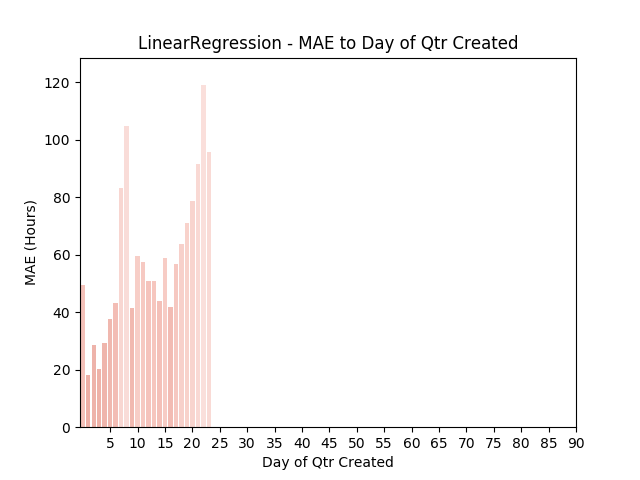 LinearRegression - MAE to Day of Qtr Created
MAE (Hours)
120
100
80
60
40
20
0
5 10 15 20 25 30 35 40 45 50 55 60 65 70 75 80 85 90
Day of Qtr Created